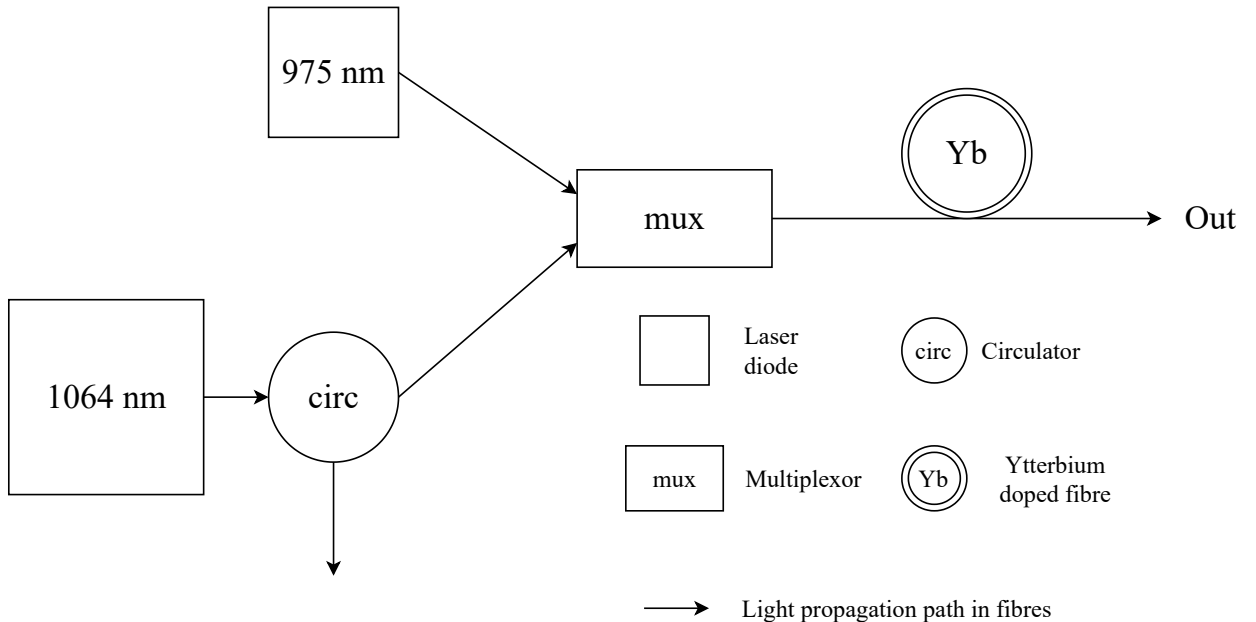 975 nm
Yb
mux
Out
1064 nm
circ
Laser
diode
circ
Circulator
mux
Multiplexor
Yb
Ytterbium
doped fibre
Light propagation path in fibres